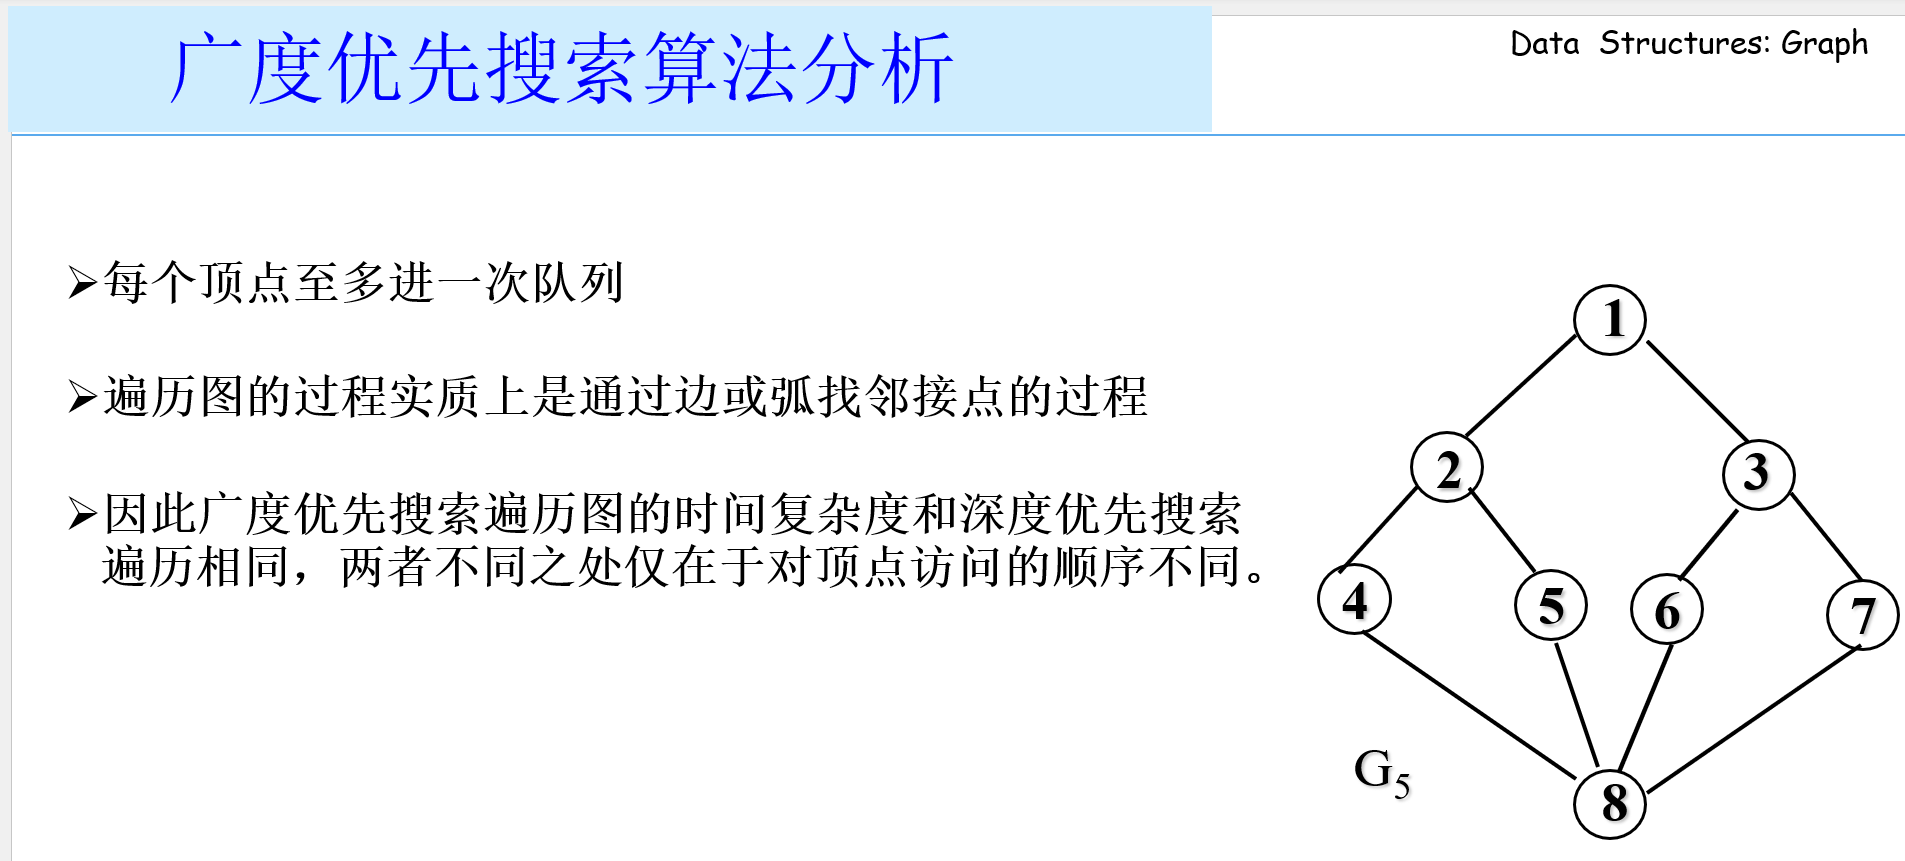 广度优先搜索算法分析
Data Structures: Graph
➢每个顶点至多进一次队列
➢遍历图的过程实质上是通过边或弧找邻接点的过程
➢因此广度优先搜索遍历图的时间复杂度和深度优先搜索
遍历相同，两者不同之处仅在于对顶点访问的顺序不同。
1
2
3
4
5
6
7
8
G5